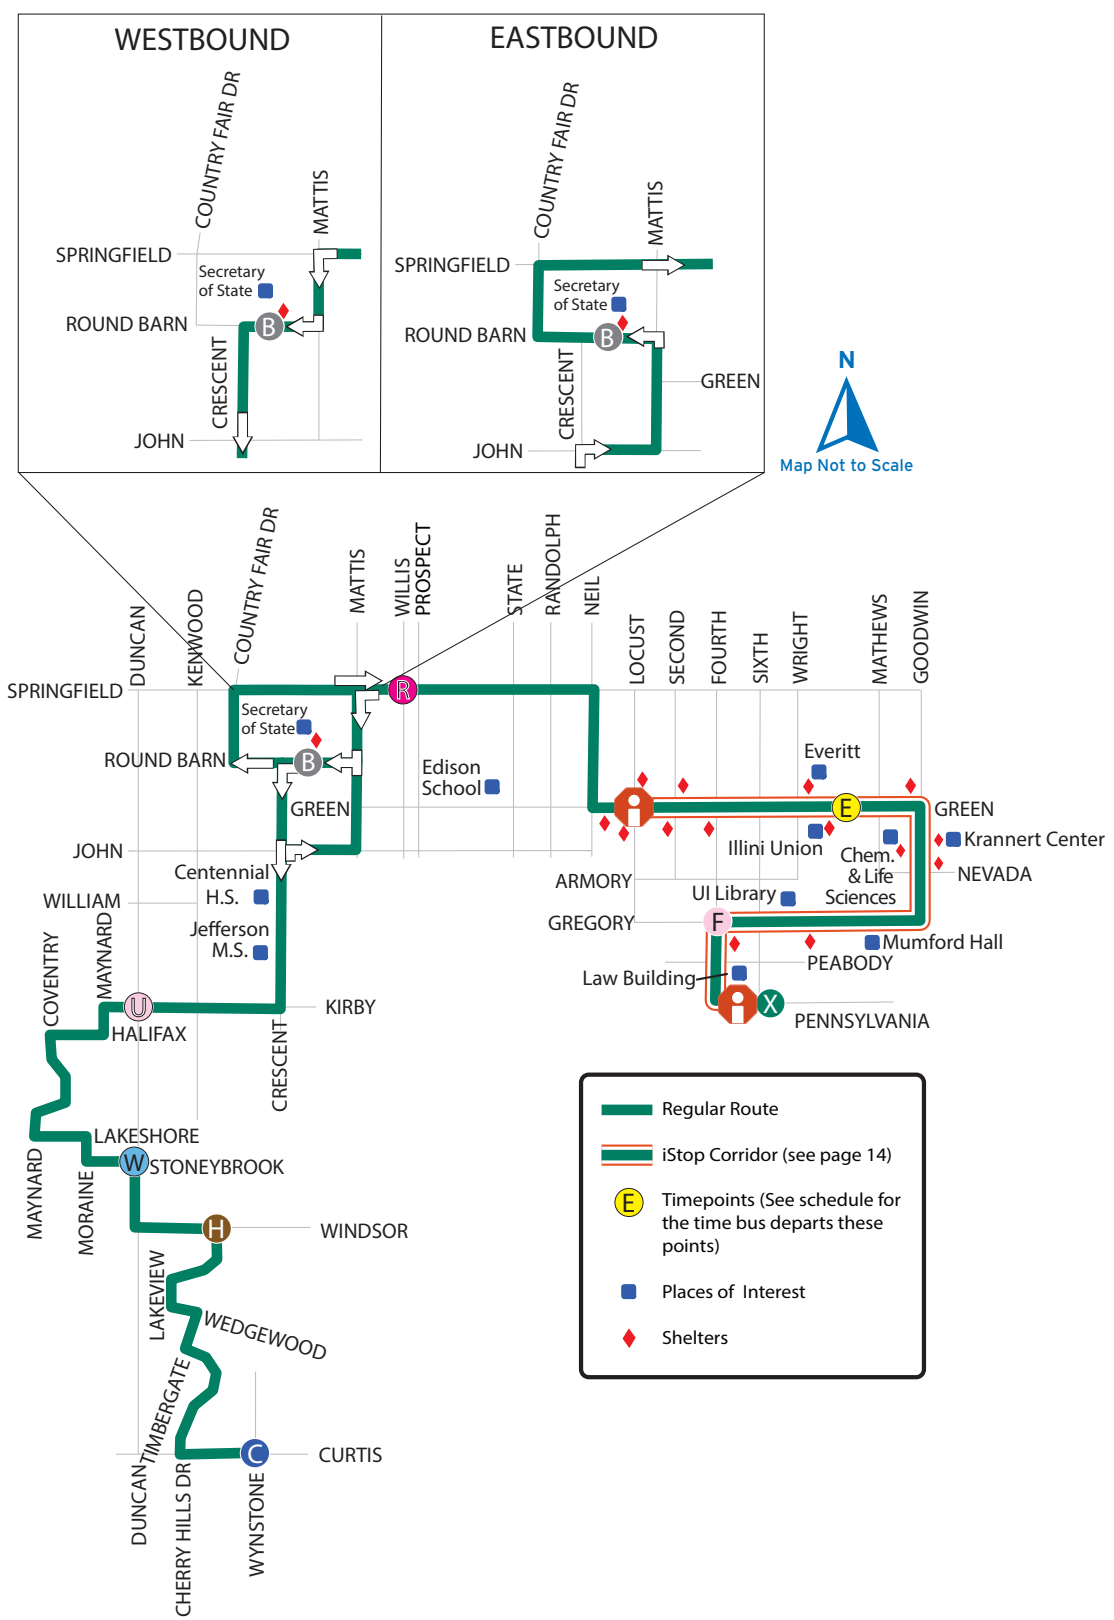 WESTBOUND
COUNTRY FAIR DR
MATTIS
SPRINGFIELD
Secretary
of State
ROUND BARN
B
CRESCENT
JOHN
EASTBOUND
COUNTRY FAIR DR
MATTIS
SPRINGFIELD
Secretary
of State
ROUND BARN
B
CRESCENT
GREEN
JOHN
N
Map Not to Scale
DUNCAN
KENWOOD
COUNTRY FAIR DR
MATTIS
WILLIS
PROSPECT
STATE
RANDOLPH
NEIL
LOCUST
SECOND
FOURTH
SIXTH
WRIGHT
MATHEWS
GOODWIN
SPRINGFIELD
R
Secretary
of State
ROUND BARN
B
Edison
School
Everitt
GREEN
E
GREEN
Illini Union
Krannert Center
JOHN
Chem.
& Life
Sciences
Centennial
H.S.
ARMORY
NEVADA
WILLIAM
UI Library
GREGORY
F
Jefferson
M.S.
Mumford Hall
MAYNARD
COVENTRY
PEABODY
Law Building
U
KIRBY
X
PENNSYLVANIA
HALIFAX
CRESCENT
LAKESHORE
W
STONEYBROOK
MAYNARD
MORAINE
H
WINDSOR
LAKEVIEW
WEDGEWOOD
TIMBERGATE
C
CURTIS
DUNCAN
CHERRY HILLS DR
WYNSTONE
Regular Route
iStop Corridor (see page 14)
E
Timepoints (See schedule for
the time bus departs these
points)
Places of Interest
Shelters